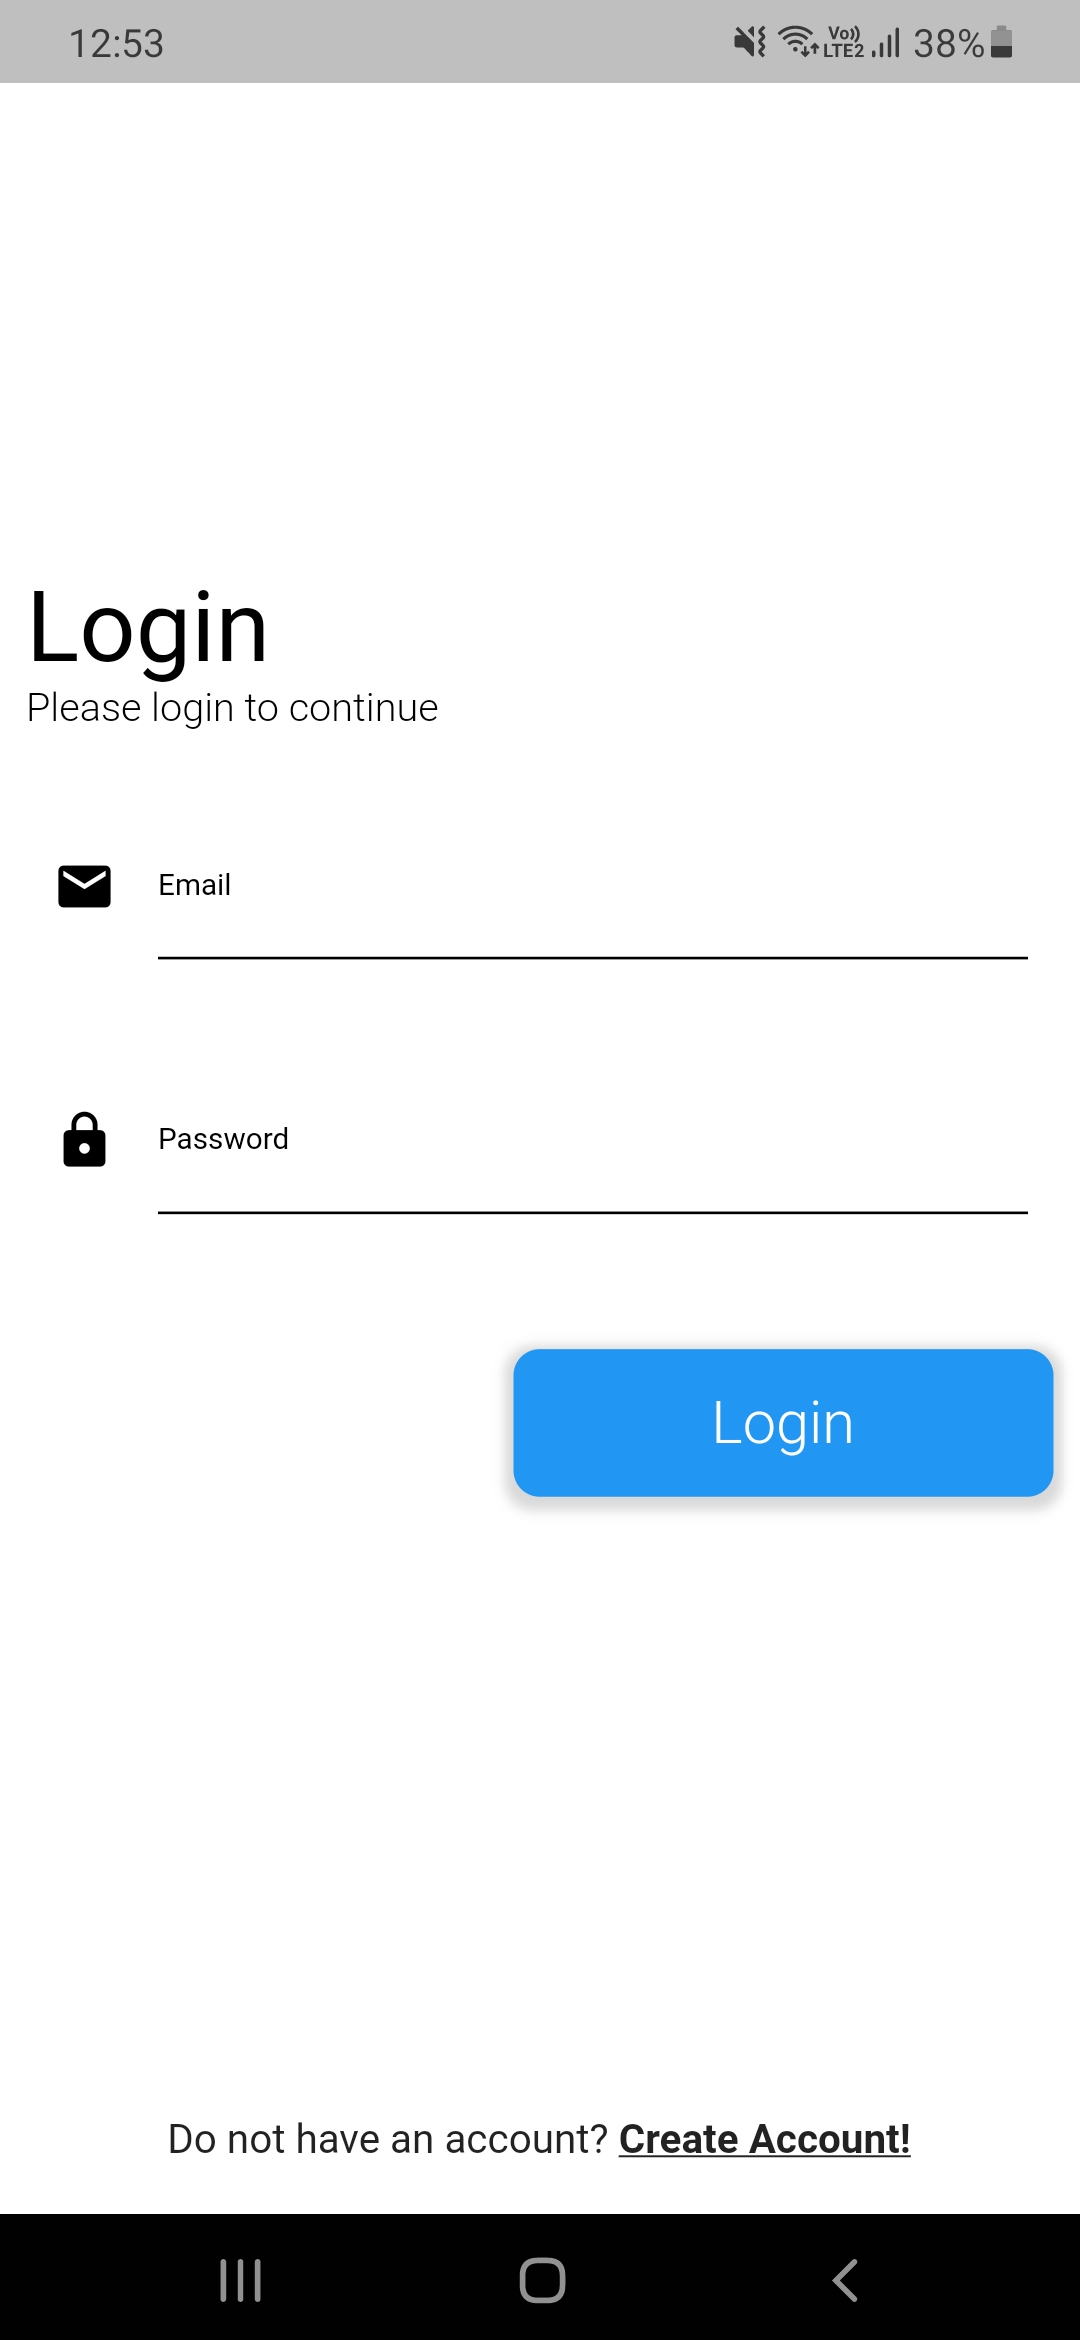 12:53 Vo)) LTE2 38%
Login
Please login to continue
Email
Password
Login
Do not have an account? Create Account!